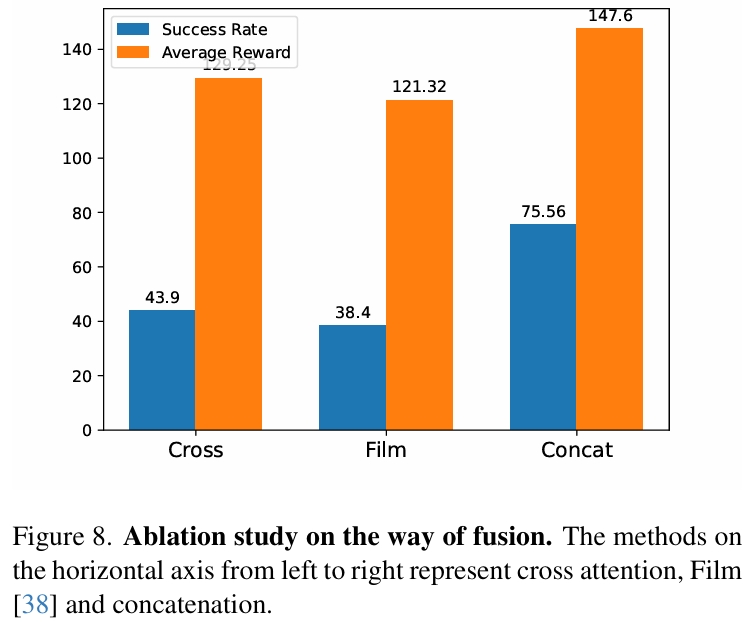 147.6
Success Rate
Average Reward
129.25
121.32
75.56
43.9
38.4
140
120
100
80
60
40
20
0
Cross Film Concat
Figure 8. Ablation study on the way of fusion. The methods on
the horizontal axis from left to right represent cross attention, Film
[38] and concatenation.